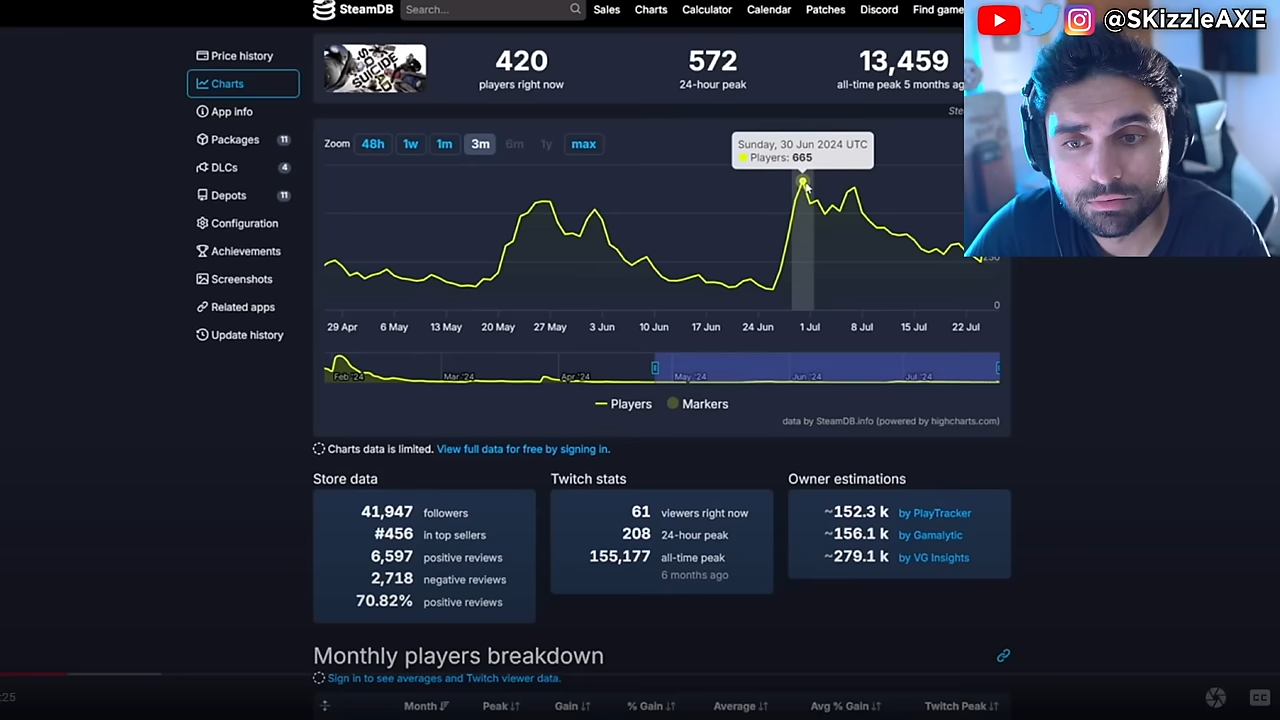 SteamDB Search... Sales Charts Calculator Calendar Patches Discord Find game
@SKizzleAXE
Price history
Charts
App info
Packages 11
DLCs 4
Depots 11
Configuration
Achievements
Screenshots
Related apps
Update history
SUICIDE
420 572 13,459
players right now 24-hour peak all-time peak 5 months ag
Ste
Zoom 48h 1w 1m 3m 6m 1y max
Sunday, 30 Jun 2024 UTC
Players: 665
250
0
29 Apr 6 May 13 May 20 May 27 May 3 Jun 10 Jun 17 Jun 24 Jun 1 Jul 8 Jul 15 Jul 22 Jul
Feb '24 Mar '24 Apr '24 May '24 Jun '24 Jul '24
Players Markers
data by SteamDB.info (powered by highcharts.com)
Charts data is limited. View full data for free by signing in.
Store data
41,947 followers
#456 in top sellers
6,597 positive reviews
2,718 negative reviews
70.82% positive reviews
Twitch stats
61 viewers right now
208 24-hour peak
155,177 all-time peak
6 months ago
Owner estimations
~152.3 k by PlayTracker
~156.1 k by Gamalytic
~279.1 k by VG Insights
Monthly players breakdown
Sign in to see averages and Twitch viewer data.
Month Peak Gain % Gain Average Avg % Gain Twitch Peak
:25
CC